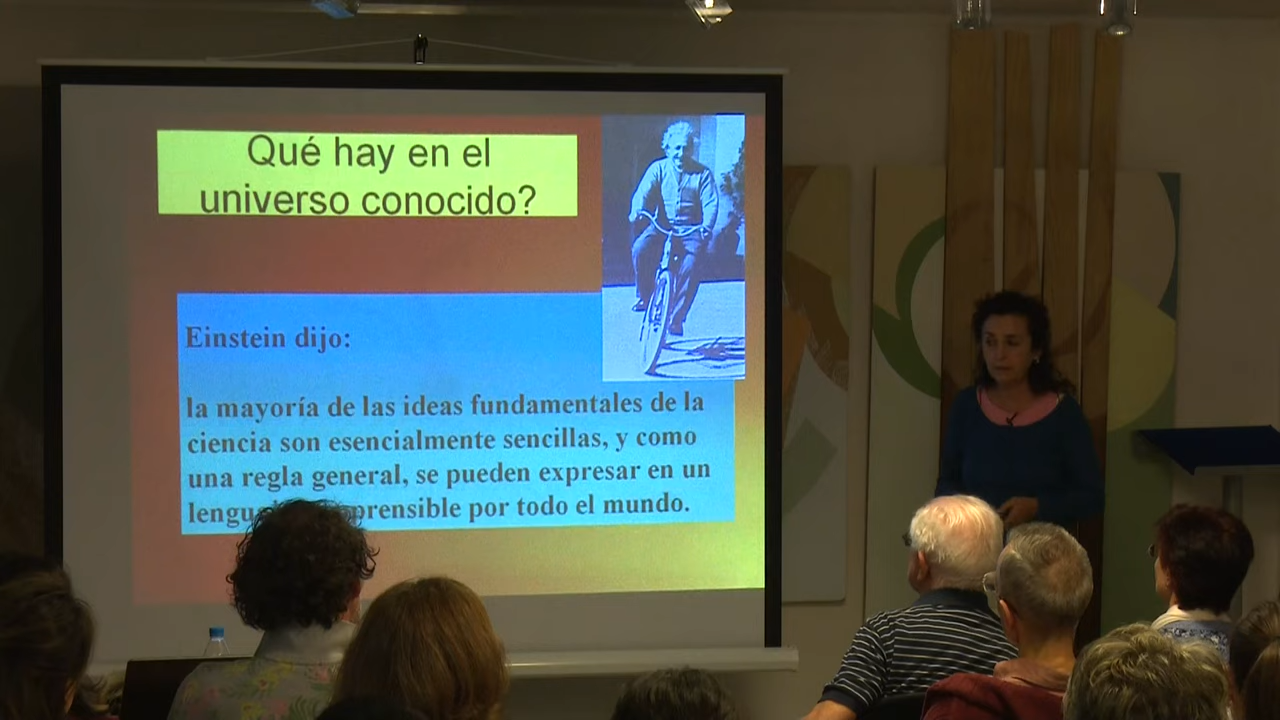 Qué hay en el
universo conocido?
Einstein dijo:
la mayoría de las ideas fundamentales de la
ciencia son esencialmente sencillas, y como
una regla general, se pueden expresar en un
por todo el mundo.